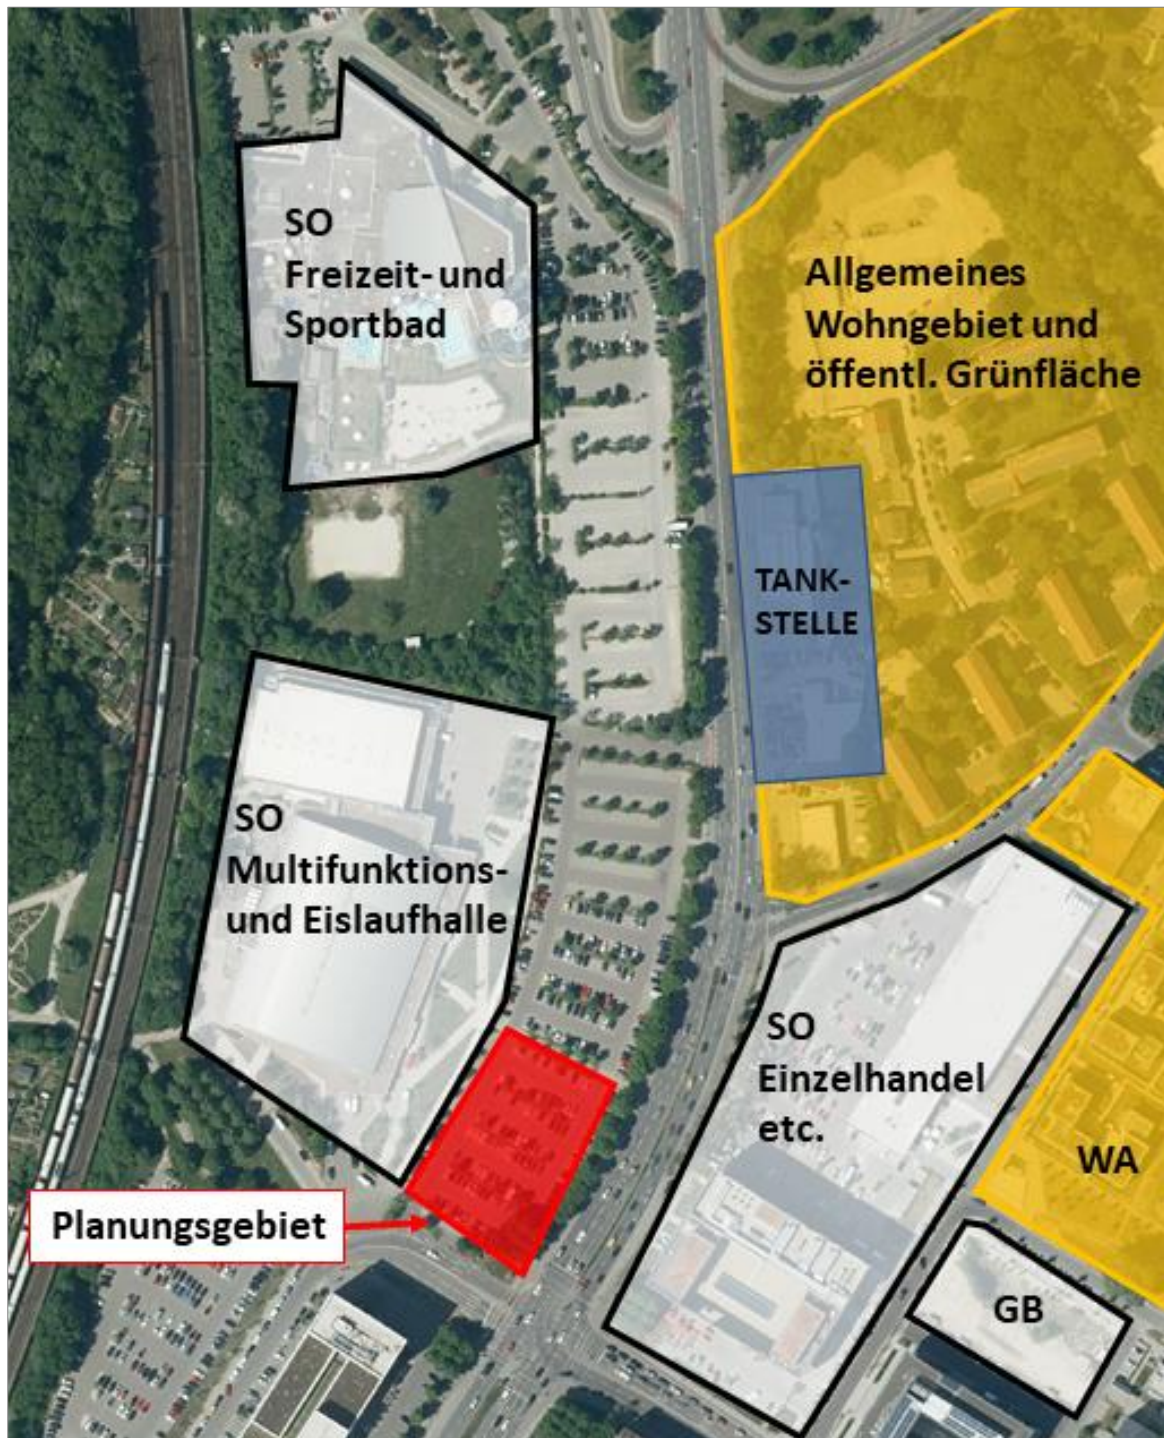 SO
Freizeit- und
Sportbad
Allgemeines
Wohngebiet und
öffentl. Grünfläche
TANK-
STELLE
SO
Multifunktions-
und Eislaufhalle
SO
Einzelhandel
etc.
WA
Planungsgebiet
GB